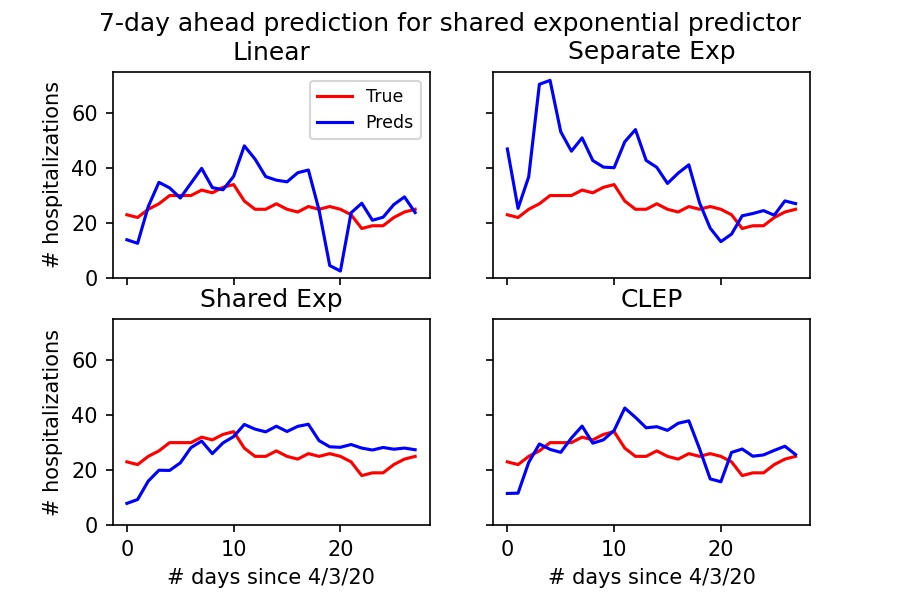 7-day ahead prediction for shared exponential predictor
Linear
Separate Exp
# hospitalizations
60
40
20
0
True
Preds
Shared Exp
CLEP
# hospitalizations
60
40
20
0
0
10
20
0
10
20
# days since 4/3/20
# days since 4/3/20